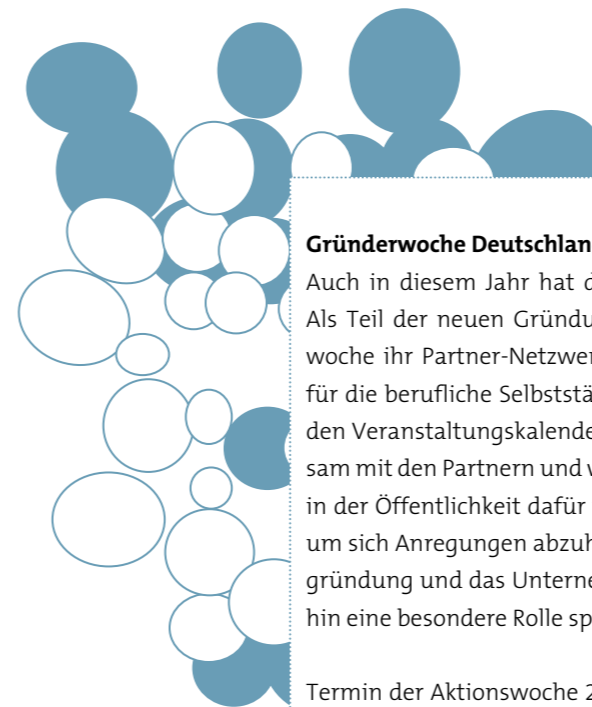 Gründerwoche Deutschlan
Auch in diesem Jahr hat d
Als Teil der neuen Gründu
woche ihr Partner-Netzwer
für die berufliche Selbststä
den Veranstaltungskalende
sam mit den Partnern und w
in der Öffentlichkeit dafür
um sich Anregungen abzuh
gründung und das Unterne
hin eine besondere Rolle sp
Termin der Aktionswoche 2